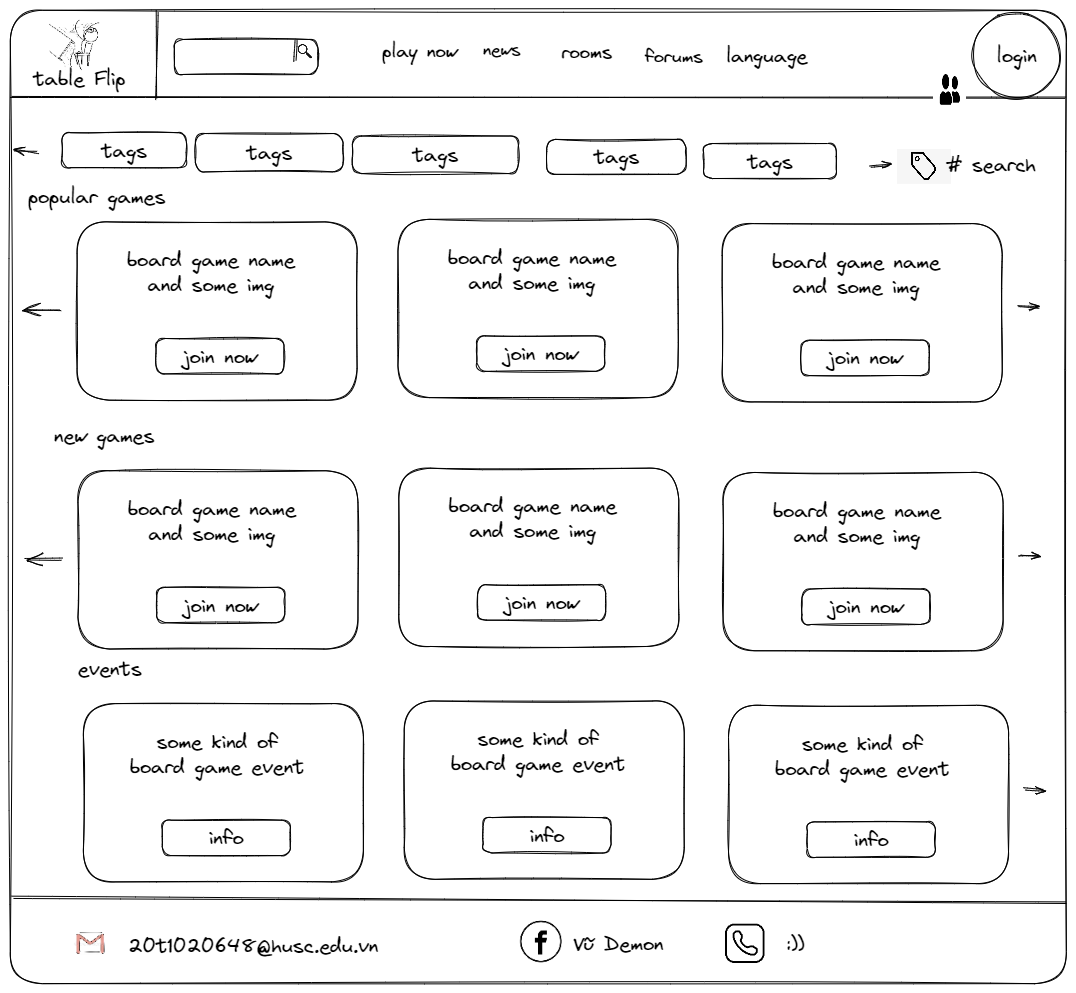 table Flip
play now
news
rooms
forums
language
login
tags
tags
tags
tags
tags
# search
popular games
board game name
and some img
join now
board game name
and some img
join now
board game name
and some img
join now
new games
board game name
and some img
join now
board game name
and some img
join now
board game name
and some img
join now
events
some kind of
board game event
info
some kind of
board game event
info
some kind of
board game event
info
20t1020648@husc.edu.vn
Vũ Demon
:))